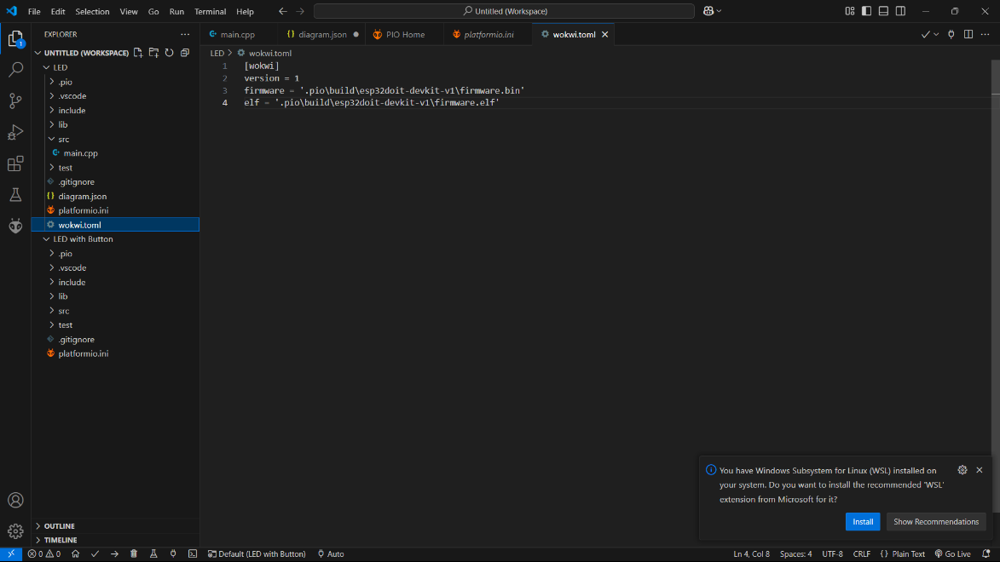 File Edit Selection View Go Run Terminal Help
Untitled (Workspace)
EXPLORER
main.cpp
diagram.json
PIO Home
platformio.ini
wokwi.toml
UNTITLED (WORKSPACE)
LED > wokwi.toml
LED
.pio
.vscode
include
lib
src
main.cpp
test
.gitignore
diagram.json
platformio.ini
wokwi.toml
LED with Button
.pio
.vscode
include
lib
src
test
.gitignore
platformio.ini
OUTLINE
TIMELINE
1 [wokwi]
2 version = 1
3 firmware = '.pio\build\esp32doit-devkit-v1\firmware.bin'
4 elf = '.pio\build\esp32doit-devkit-v1\firmware.elf'
You have Windows Subsystem for Linux (WSL) installed on
your system. Do you want to install the recommended 'WSL'
extension from Microsoft for it?
Install Show Recommendations
1
0 0 Default (LED with Button) Auto Ln 4, Col 8 Spaces: 4 UTF-8 CRLF {} Plain Text Go Live